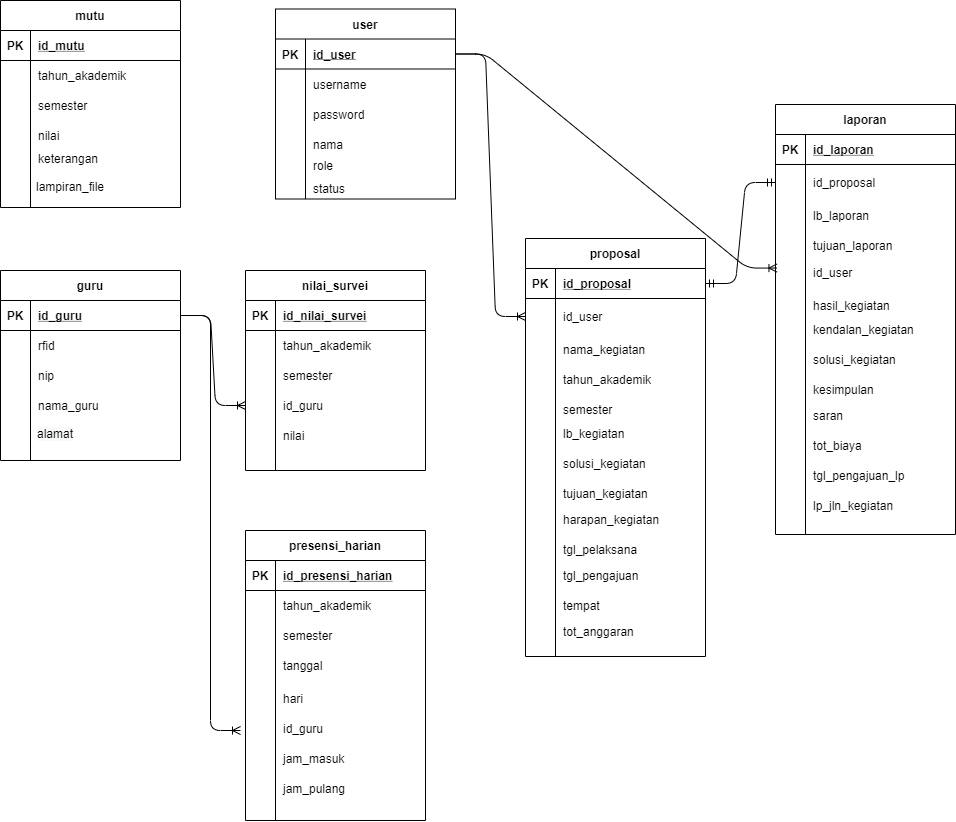 mutu
PK id_mutu
tahun_akademik
semester
nilai
keterangan
lampiran_file
user
PK id_user
username
password
nama
role
status
laporan
PK id_laporan
id_proposal
lb_laporan
tujuan_laporan
id_user
hasil_kegiatan
kendalan_kegiatan
solusi_kegiatan
kesimpulan
saran
tot_biaya
tgl_pengajuan_lp
lp_jln_kegiatan
proposal
PK id_proposal
id_user
nama_kegiatan
tahun_akademik
semester
lb_kegiatan
solusi_kegiatan
tujuan_kegiatan
harapan_kegiatan
tgl_pelaksana
tgl_pengajuan
tempat
tot_anggaran
guru
PK id_guru
rfid
nip
nama_guru
alamat
nilai_survei
PK id_nilai_survei
tahun_akademik
semester
id_guru
nilai
presensi_harian
PK id_presensi_harian
tahun_akademik
semester
tanggal
hari
id_guru
jam_masuk
jam_pulang